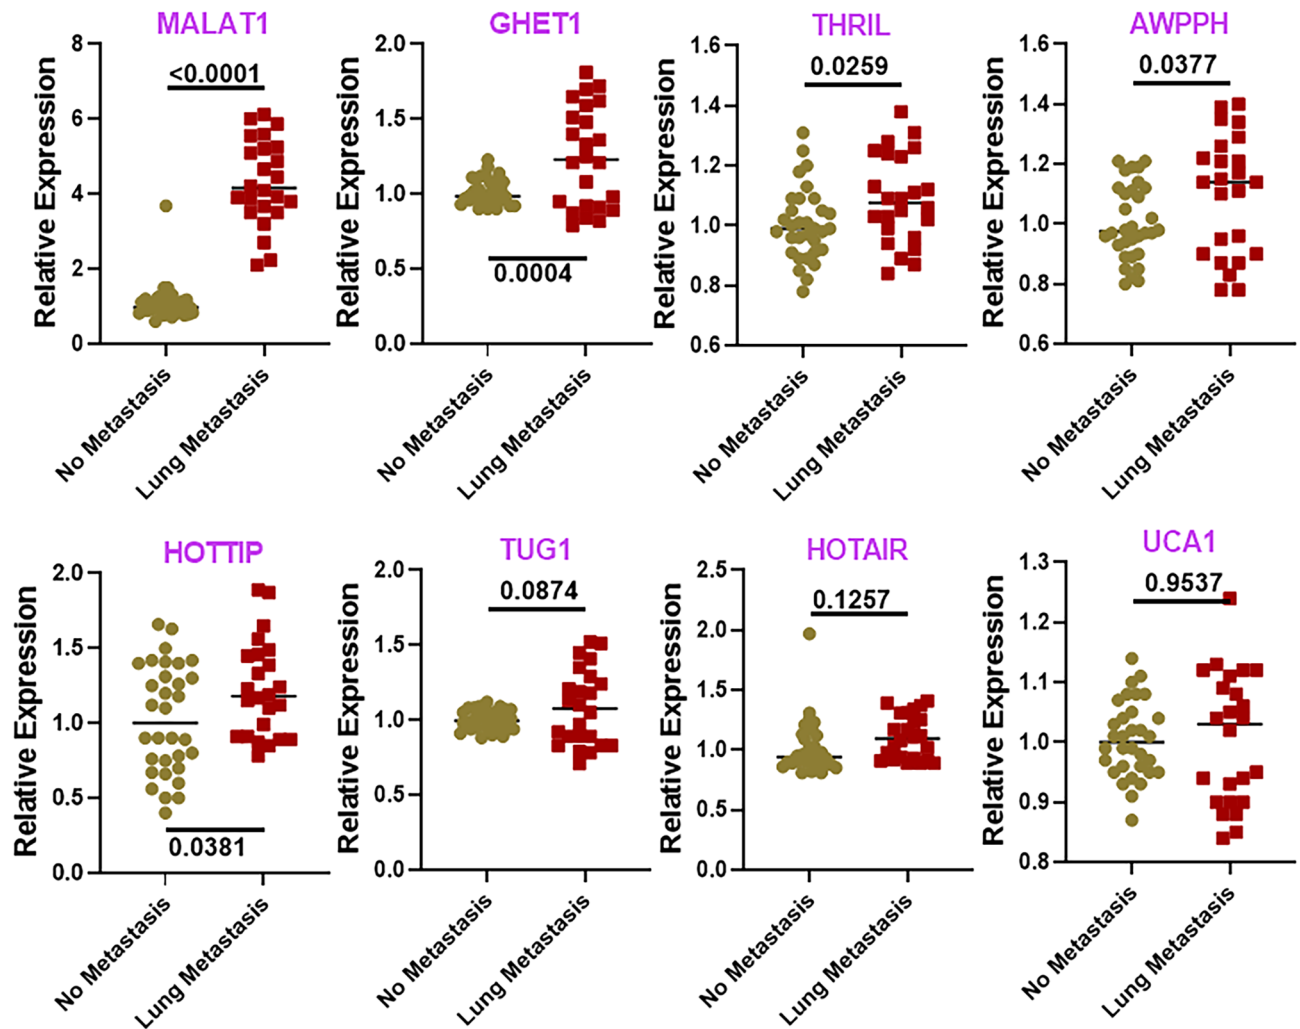 MALAT1
Relative Expression
8
6
4
2
0
<0.0001
No Metastasis
Lung Metastasis
GHET1
Relative Expression
2.0
1.5
1.0
0.5
0.0
0.0004
No Metastasis
Lung Metastasis
THRIL
Relative Expression
1.6
1.4
1.2
1.0
0.8
0.6
0.0259
No Metastasis
Lung Metastasis
AWPPH
Relative Expression
1.6
1.4
1.2
1.0
0.8
0.6
0.0377
No Metastasis
Lung Metastasis
HOTTIP
Relative Expression
2.0
1.5
1.0
0.5
0.0
0.0381
No Metastasis
Lung Metastasis
TUG1
Relative Expression
2.0
1.5
1.0
0.5
0.0
0.0874
No Metastasis
Lung Metastasis
HOTAIR
Relative Expression
2.5
2.0
1.5
1.0
0.5
0.0
0.1257
No Metastasis
Lung Metastasis
UCA1
Relative Expression
1.3
1.2
1.1
1.0
0.9
0.8
0.9537
No Metastasis
Lung Metastasis